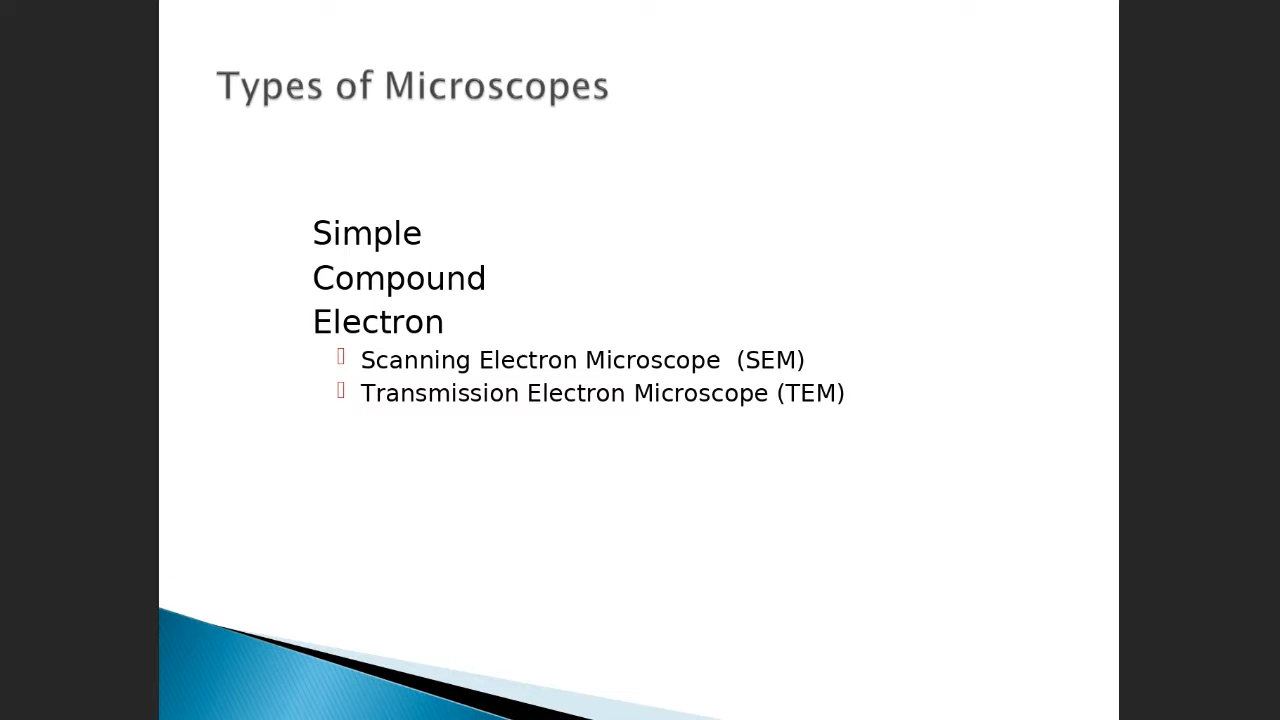 Types of Microscopes
Simple
Compound
Electron
Scanning Electron Microscope  (SEM)
Transmission Electron Microscope (TEM)